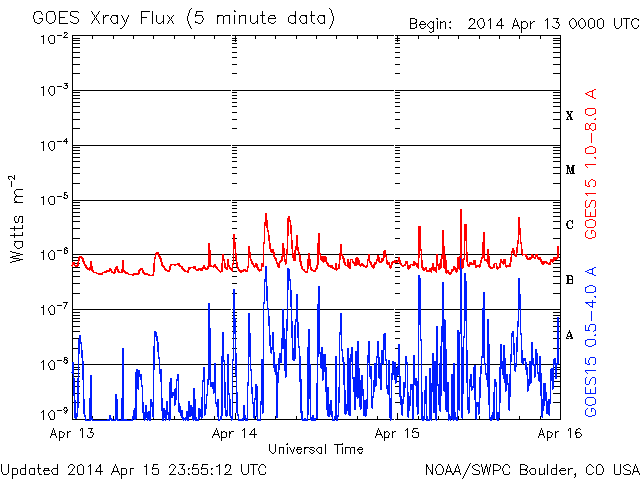 GOES Xray Flux (5 minute data)
Begin: 2014 Apr 13 0000 UTC
10⁻²
10⁻³
10⁻⁴
10⁻⁵
10⁻⁶
10⁻⁷
10⁻⁸
10⁻⁹
Watts m⁻²
X
M
C
B
A
GOES15 1.0-8.0 A
GOES15 0.5-4.0 A
Apr 13
Apr 14
Apr 15
Apr 16
Universal Time
Updated 2014 Apr 15 23:55:12 UTC
NOAA/SWPC Boulder, CO USA